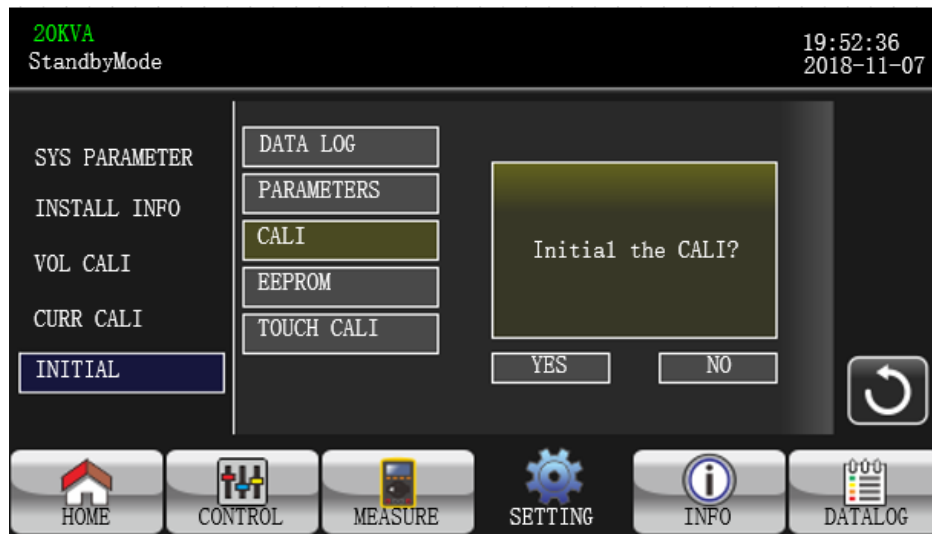 20KVA
StandbyMode
19:52:36
2018-11-07
SYS PARAMETER
INSTALL INFO
VOL CALI
CURR CALI
INITIAL
DATA LOG
PARAMETERS
CALI
EEPROM
TOUCH CALI
Initial the CALI?
YES
NO
HOME
CONTROL
MEASURE
SETTING
INFO
DATALOG